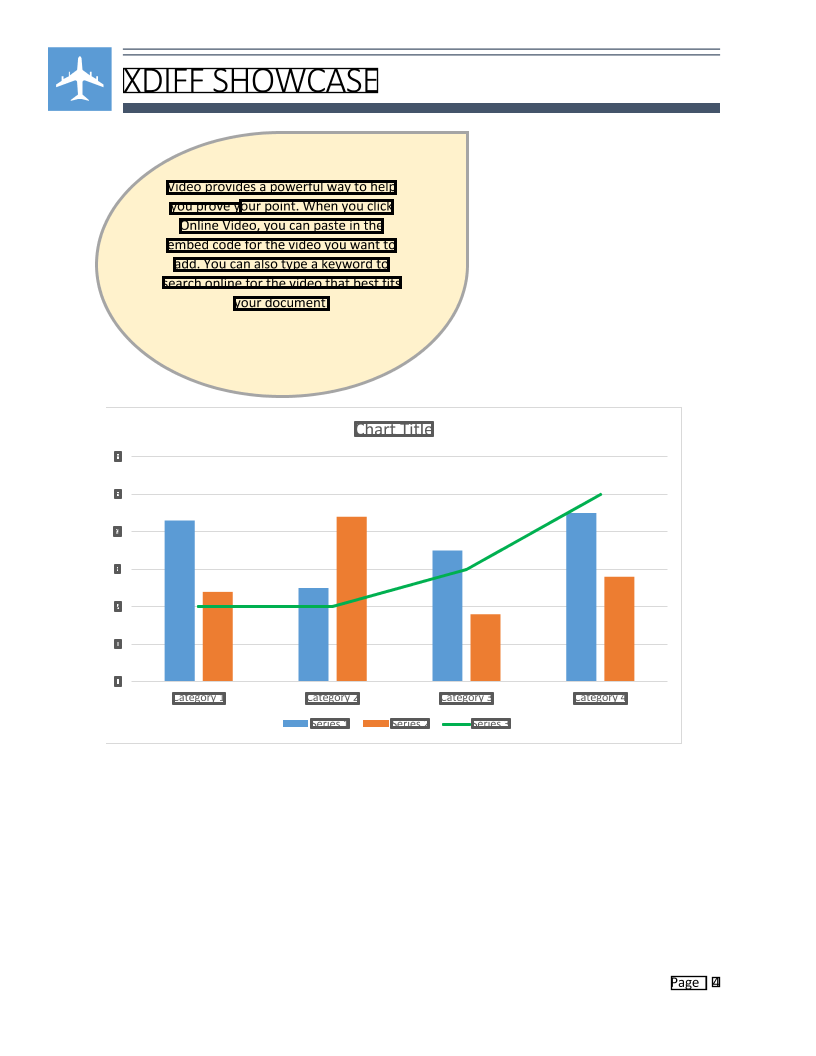 XDIFF SHOWCASE
Video provides a powerful way to help
you prove your point. When you click
Online Video, you can paste in the
embed code for the video you want to
add. You can also type a keyword to
search online for the video that best fits
your document.
Chart Title
Category 1 Category 2 Category 3 Category 4
Series 1 Series 2 Series 3
Page | 4